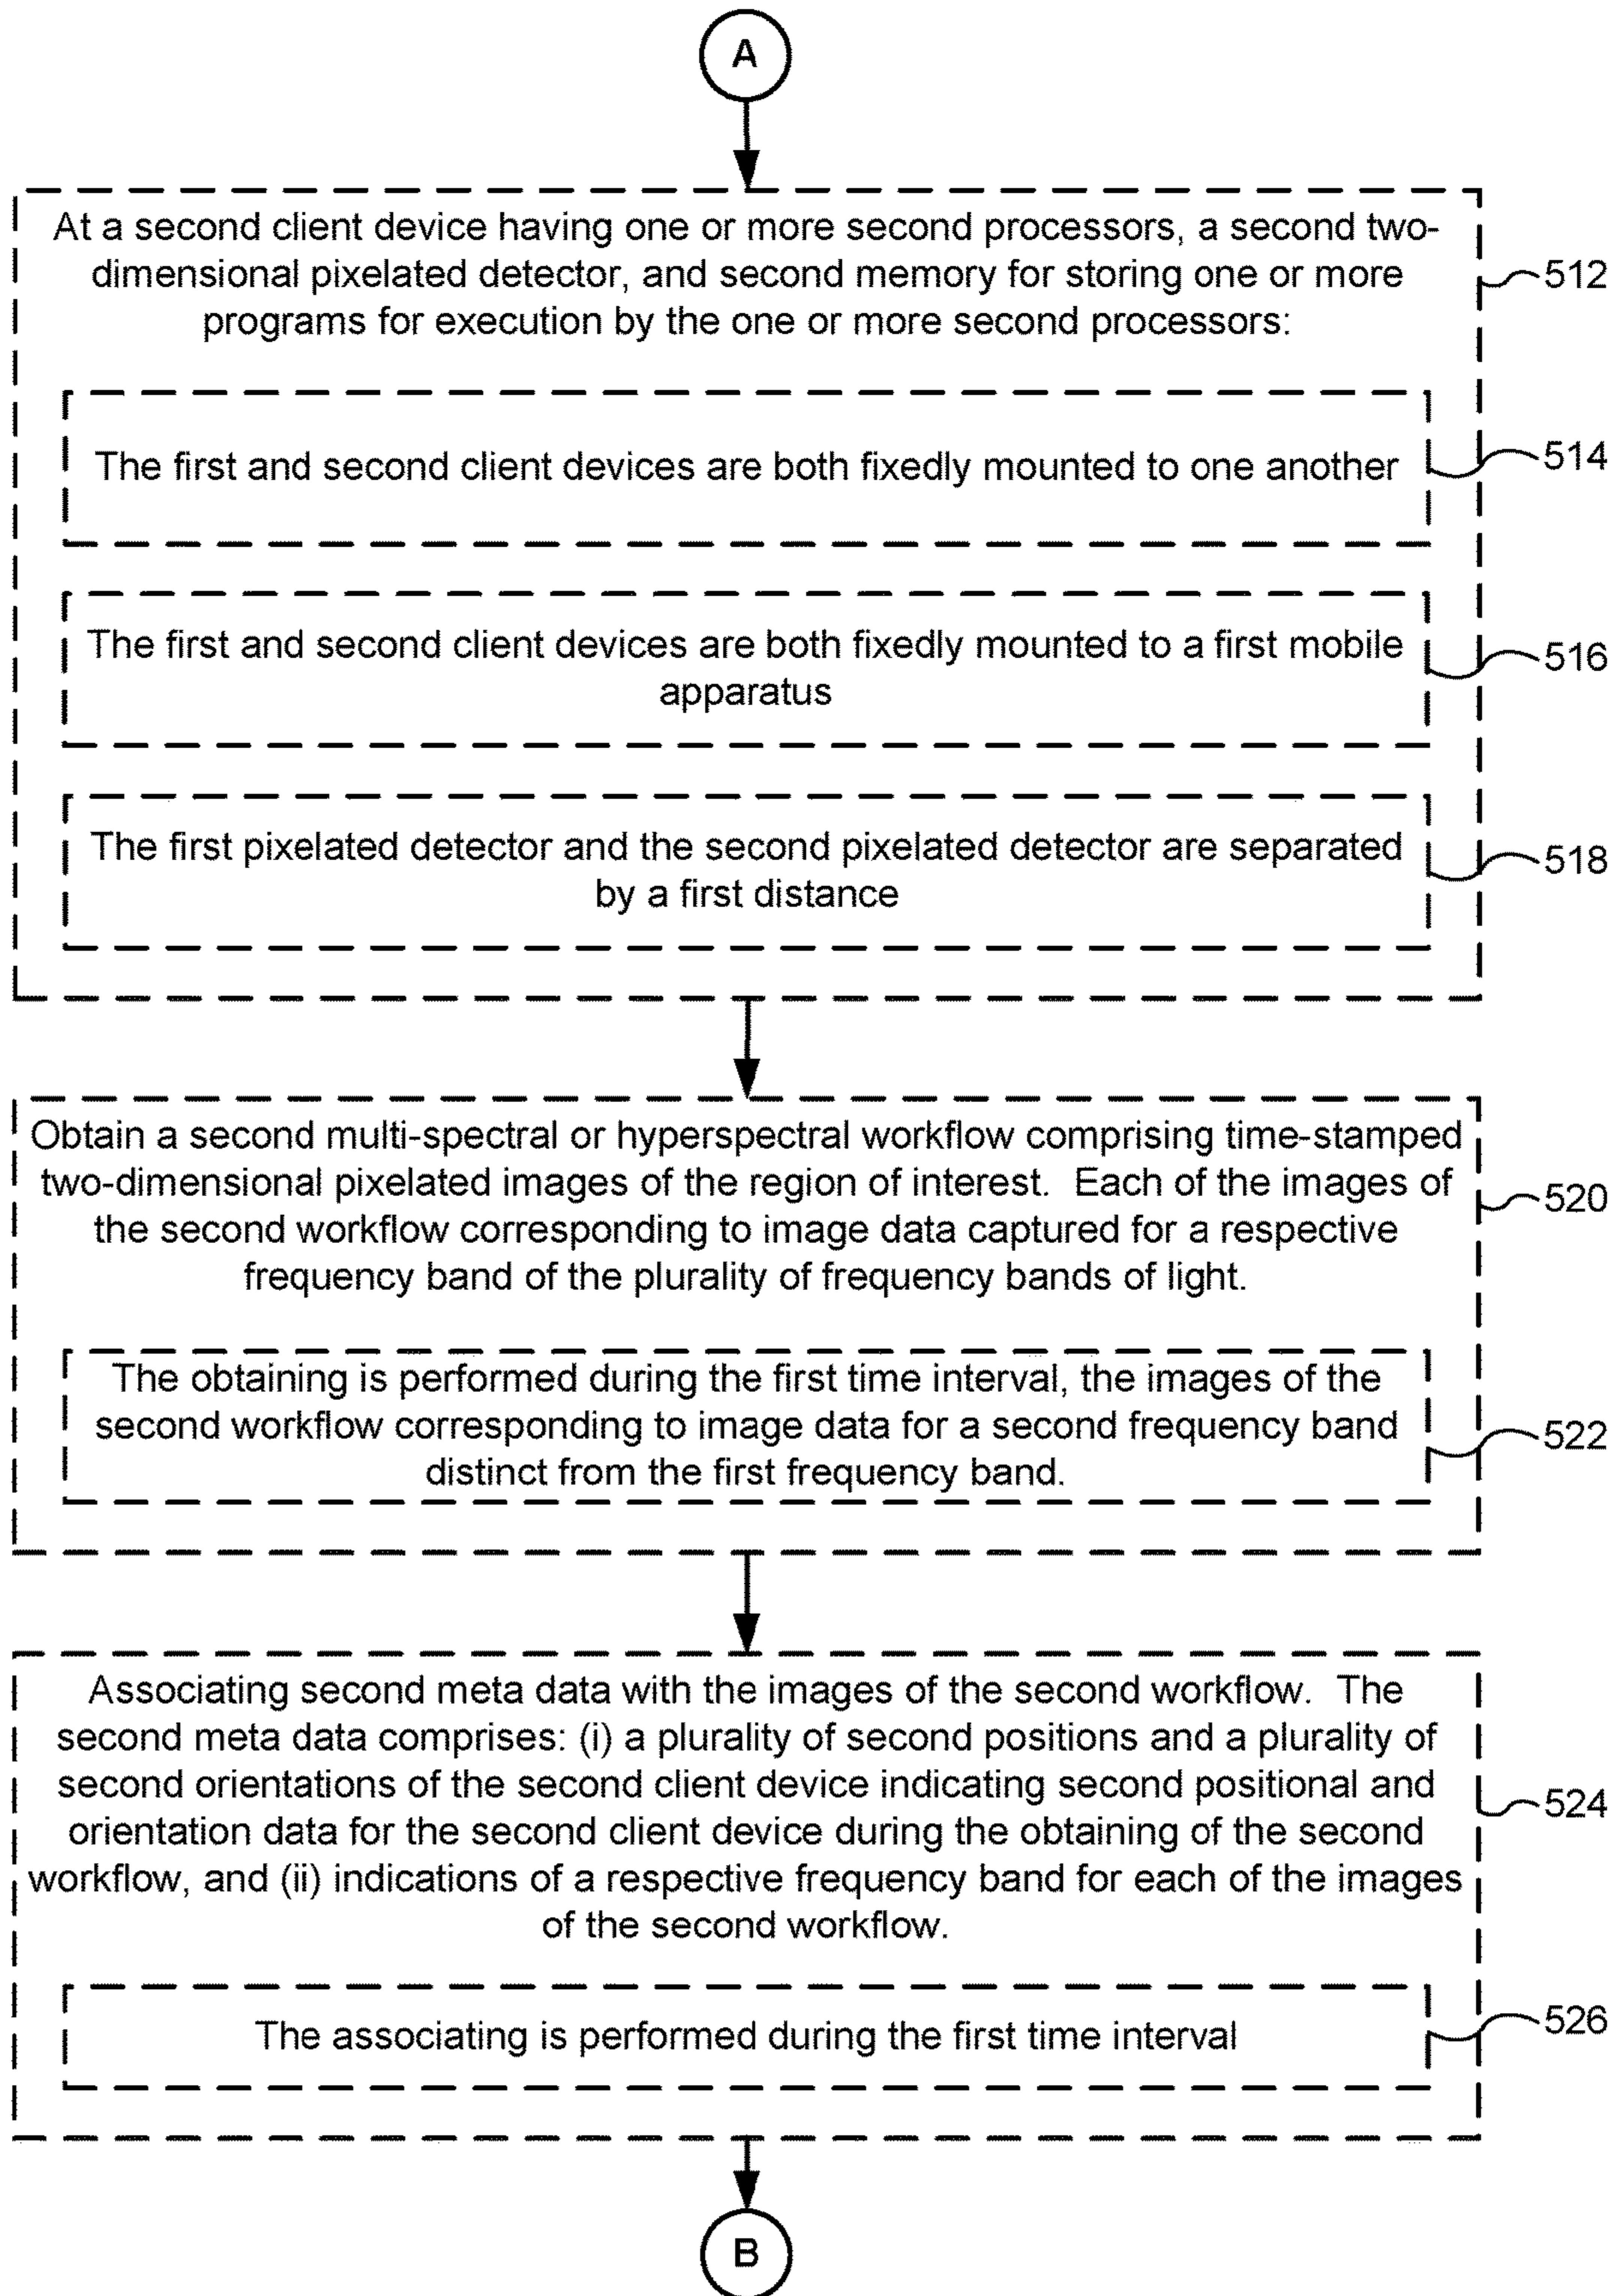 A
At a second client device having one or more second processors, a second two-
dimensional pixelated detector, and second memory for storing one or more
programs for execution by the one or more second processors:
512
The first and second client devices are both fixedly mounted to one another
514
The first and second client devices are both fixedly mounted to a first mobile
apparatus
516
The first pixelated detector and the second pixelated detector are separated
by a first distance
518
Obtain a second multi-spectral or hyperspectral workflow comprising time-stamped
two-dimensional pixelated images of the region of interest.  Each of the images of
the second workflow corresponding to image data captured for a respective
frequency band of the plurality of frequency bands of light.
520
The obtaining is performed during the first time interval, the images of the
second workflow corresponding to image data for a second frequency band
distinct from the first frequency band.
522
Associating second meta data with the images of the second workflow.  The
second meta data comprises: (i) a plurality of second positions and a plurality of
second orientations of the second client device indicating second positional and
orientation data for the second client device during the obtaining of the second
workflow, and (ii) indications of a respective frequency band for each of the images
of the second workflow.
524
The associating is performed during the first time interval
526
B